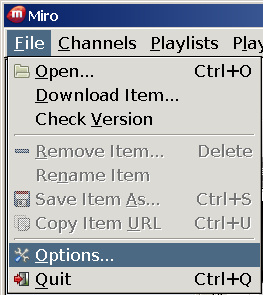 Miro
File Channels Playlists Play
Open... Ctrl+O
Download Item...
Check Version
Remove Item... Delete
Rename Item
Save Item As... Ctrl+S
Copy Item URL Ctrl+U
Options...
Quit Ctrl+Q